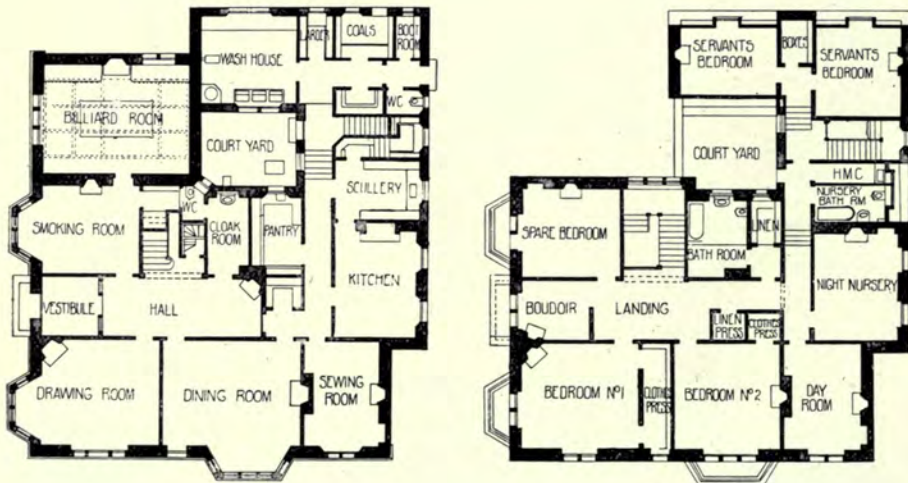 LARDER
COALS
BOOT
ROOM
WASH HOUSE
WC
BILLIARD ROOM
COURT YARD
SCULLERY
SMOKING ROOM
WC
CLOAK
ROOM
PANTRY
KITCHEN
VESTIBULE
HALL
DRAWING ROOM
DINING ROOM
SEWING
ROOM
SERVANTS
BEDROOM
BOXES
SERVANTS
BEDROOM
COURT YARD
H.M.C
NURSERY
BATH RM
SPARE BEDROOM
BATH ROOM
LINEN
NIGHT NURSERY
BOUDOIR
LANDING
LINEN
PRESS
CLOTHES
PRESS
BEDROOM Nº1
CLOTHES
PRESS
BEDROOM Nº2
DAY
ROOM